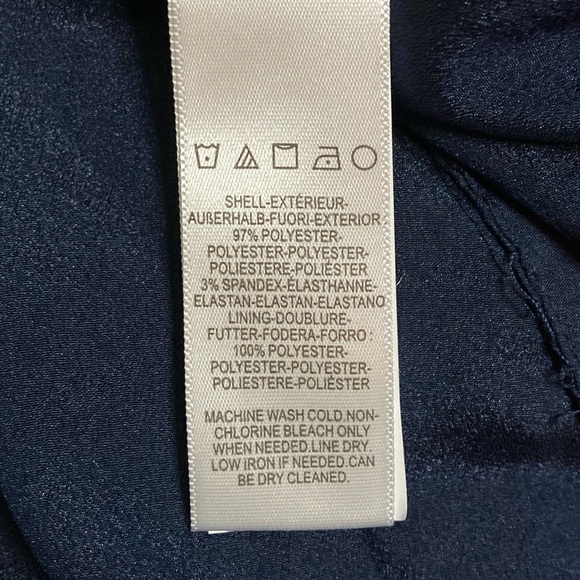 SHELL-EXTÉRIEUR-
AUßERHALB-FUORI-EXTERIOR:
97% POLYESTER-
POLYESTER-POLYESTER-
POLIESTERE-POLIÉSTER
3% SPANDEX-ÉLASTHANNE-
ELASTAN-ELASTAN-ELASTANO
LINING-DOUBLURE-
FUTTER-FODERA-FORRO :
100% POLYESTER-
POLYESTER-POLYESTER-
POLIESTERE-POLIÉSTER
MACHINE WASH COLD.NON-
CHLORINE BLEACH ONLY
WHEN NEEDED.LINE DRY.
LOW IRON IF NEEDED.CAN
BE DRY CLEANED.